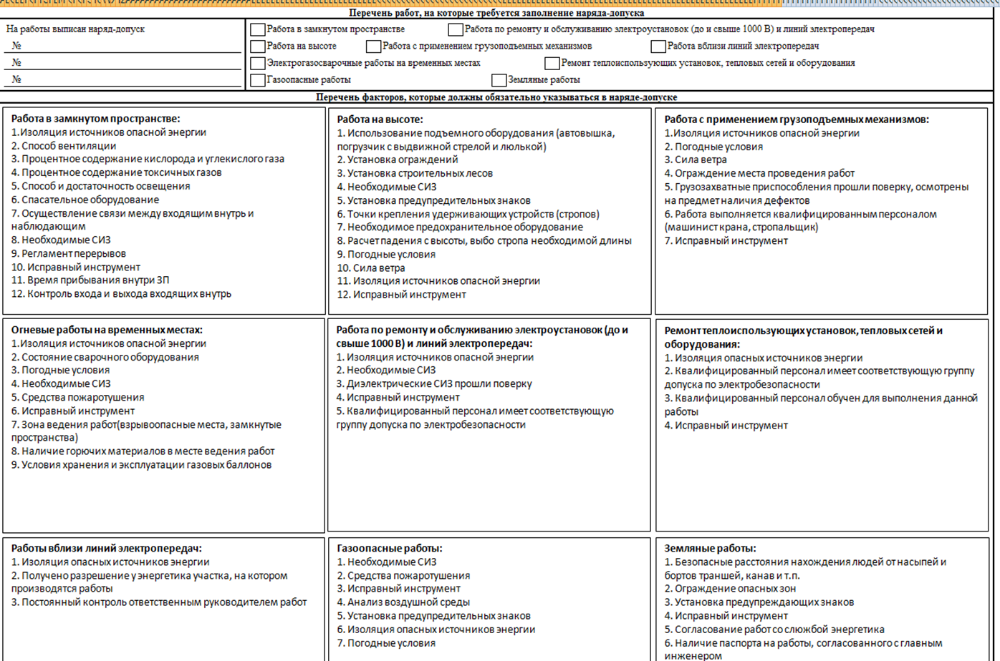 Перечень работ, на которые требуется заполнение наряда-допуска
На работы выписан наряд-допуск
№
№
№
Работа в замкнутом пространстве
Работа по ремонту и обслуживанию электроустановок (до и свыше 1000 В) и линий электропередач
Работа на высоте
Работа с применением грузоподъемных механизмов
Работа вблизи линий электропередач
Электрогазосварочные работы на временных местах
Ремонт теплоиспользующих установок, тепловых сетей и оборудования
Газоопасные работы
Земляные работы
Перечень факторов, которые должны обязательно указываться в наряде-допуске
Работа в замкнутом пространстве:
1.Изоляция источников опасной энергии
2. Способ вентиляции
3. Процентное содержание кислорода и углекислого газа
4. Процентное содержание токсичных газов
5. Способ и достаточность освещения
6. Спасательное оборудование
7. Осуществление связи между входящим внутрь и
наблюдающим
8. Необходимые СИЗ
9. Регламент перерывов
10. Исправный инструмент
11. Время прибывания внутри ЗП
12. Контроль входа и выхода входящих внутрь
Работа на высоте:
1. Использование подъемного оборудования (автовышка,
погрузчик с выдвижной стрелой и люлькой)
2. Установка ограждений
3. Установка строительных лесов
4. Необходимые СИЗ
5. Установка предупредительных знаков
6. Точки крепления удерживающих устройств (стропов)
7. Необходимое предохранительное оборудование
8. Расчет падения с высоты, выбо стропа необходимой длины
9. Погодные условия
10. Сила ветра
11. Изоляция источников опасной энергии
12. Исправный инструмент
Работа с применением грузоподъемных механизмов:
1.Изоляция источников опасной энергии
2. Погодные условия
3. Сила ветра
4. Ограждение места проведения работ
5. Грузозахватные приспособления прошли поверку, осмотрены
на предмет наличия дефектов
6. Работа выполняется квалифицированным персоналом
(машинист крана, стропальщик)
7. Исправный инструмент
Огневые работы на временных местах:
1.Изоляция источников опасной энергии
2. Состояние сварочного оборудования
3. Погодные условия
4. Необходимые СИЗ
5. Средства пожаротушения
6. Исправный инструмент
7. Зона ведения работ(взрывоопасные места, замкнутые
пространства)
8. Наличие горючих материалов в месте ведения работ
9. Условия хранения и эксплуатации газовых баллонов
Работа по ремонту и обслуживанию электроустановок (до и
свыше 1000 В) и линий электропередач:
1. Изоляция источников опасной энергии
2. Необходимые СИЗ
3. Диэлектрические СИЗ прошли поверку
4. Исправный инструмент
5. Квалифицированный персонал имеет соответствующую
группу допуска по электробезопасности
Ремонт теплоиспользующих установок, тепловых сетей и
оборудования:
1. Изоляция опасных источников энергии
2. Квалифицированный персонал имеет соответствующую группу
допуска по электробезопасности
3. Квалифицированный персонал обучен для выполнения данной
работы
4. Исправный инструмент
Работы вблизи линий электропередач:
1. Изоляция опасных источников энергии
2. Получено разрешение у энергетика участка, на котором
производятся работы
3. Постоянный контроль ответственным руководителем работ
Газоопасные работы:
1. Необходимые СИЗ
2. Средства пожаротушения
3. Исправный инструмент
4. Анализ воздушной среды
5. Установка предупредительных знаков
6. Изоляция опасных источников энергии
7. Погодные условия
Земляные работы:
1. Безопасные расстояния нахождения людей от насыпей и
бортов траншей, канав и т.п.
2. Ограждение опасных зон
3. Установка предупреждающих знаков
4. Исправный инструмент
5. Согласование работ со слюжбой энергетика
6. Наличие паспорта на работы, согласованного с главным
инженером